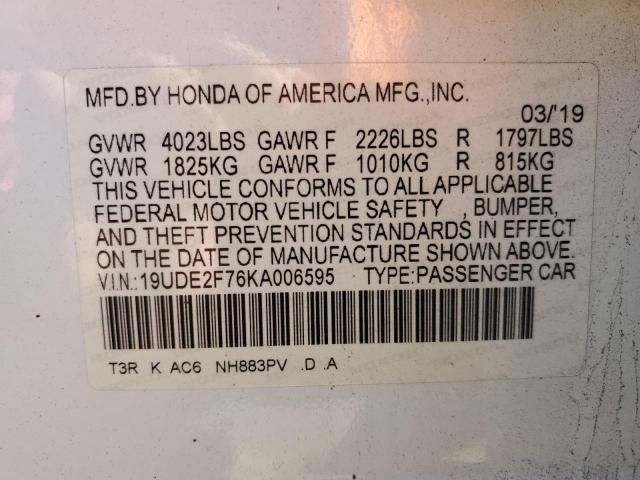 MFD.BY HONDA OF AMERICA MFG.,INC.
03/'19
GVWR 4023LBS GAWR F 2226LBS R 1797LBS
GVWR 1825KG GAWR F 1010KG R 815KG
THIS VEHICLE CONFORMS TO ALL APPLICABLE
FEDERAL MOTOR VEHICLE SAFETY , BUMPER,
AND THEFT PREVENTION STANDARDS IN EFFECT
ON THE DATE OF MANUFACTURE SHOWN ABOVE.
V.I.N.:19UDE2F76KA006595 TYPE:PASSENGER CAR
T3R K AC6 NH883PV .D .A